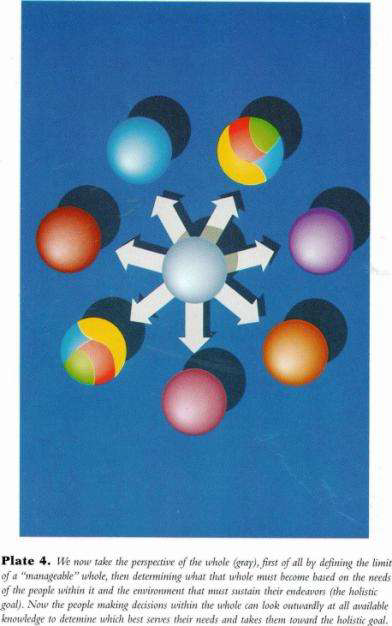 Plate 4. We now take the perspective of the whole (gray), first of all by defining the limit
of a "manageable" whole, then determining what that whole must become based on the needs
of the people within it and the environment that must sustain their endeavors (the holistic
goal). Now the people making decisions within the whole can look outwardly at all available
knowledge to detemine which best serves their needs and takes them toward the holistic goal.